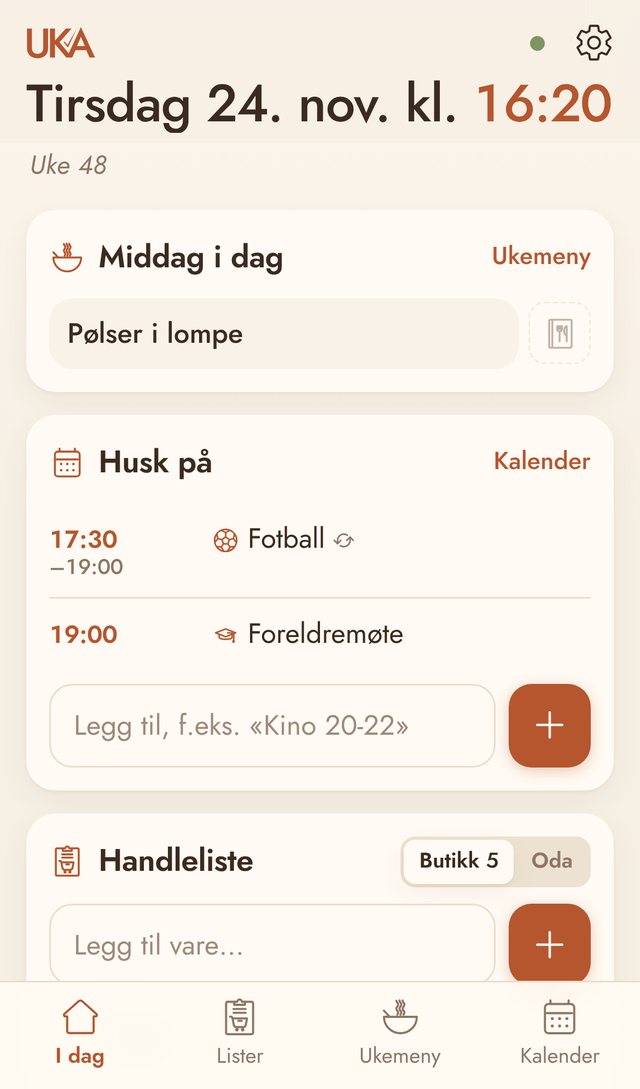 UKA
Tirsdag 24. nov. kl. 16:20
Uke 48
Middag i dag
Ukemeny
Pølser i lompe
Husk på
Kalender
17:30
–19:00
Fotball
19:00
Foreldremøte
Legg til, f.eks. «Kino 20-22»
Handleliste
Butikk 5
Oda
Legg til vare...
I dag
Lister
Ukemeny
Kalender